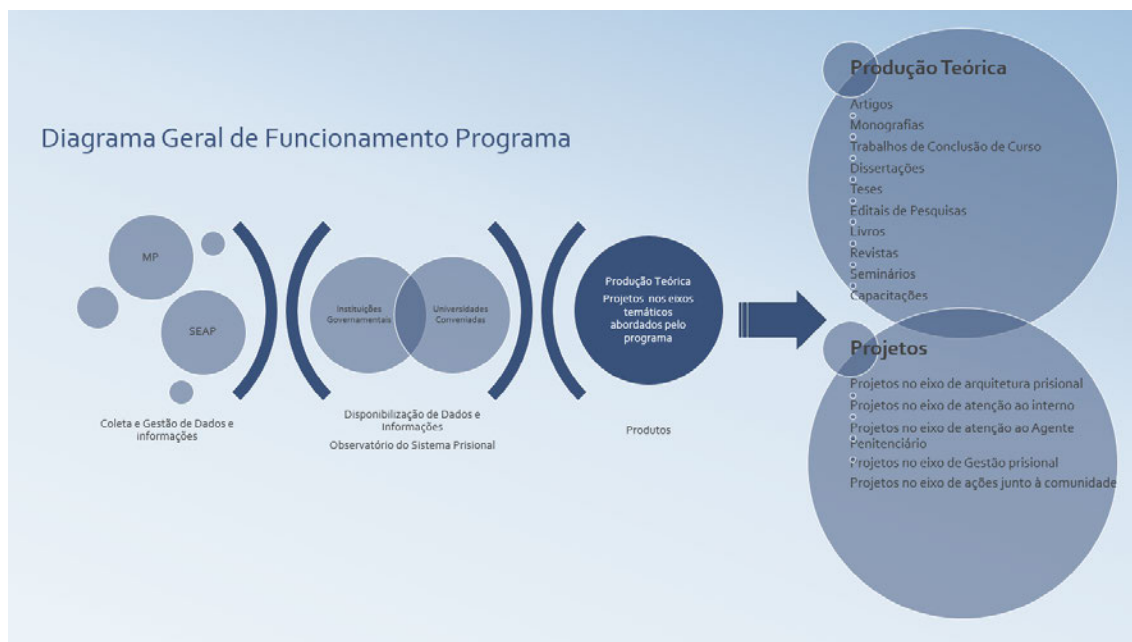 Diagrama Geral de Funcionamento Programa
MP
SEAP
Coleta e Gestão de Dados e
informações
Instituições
Governamentais
Universidades
Conveniadas
Disponibilização de Dados e
Informações
Observatório do Sistema Prisional
Produção Teórica
Projetos nos eixos
temáticos
abordados pelo
programa
Produtos
Produção Teórica
Artigos
Monografias
Trabalhos de Conclusão de Curso
Dissertações
Teses
Editais de Pesquisas
Livros
Revistas
Seminários
Capacitações
Projetos
Projetos no eixo de arquitetura prisional
Projetos no eixo de atenção ao interno
Projetos no eixo de atenção ao Agente
Penitenciário
Projetos no eixo de Gestão prisional
Projetos no eixo de ações junto à comunidade